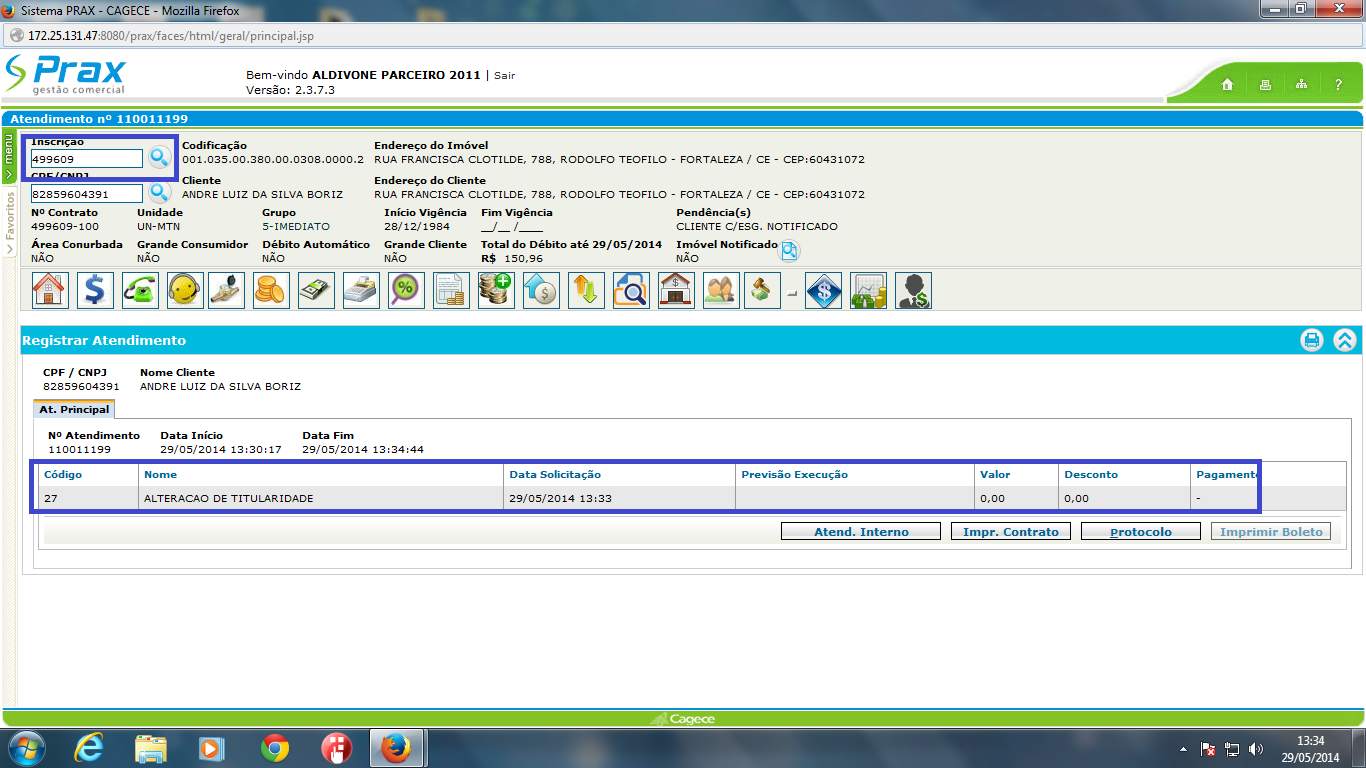 Sistema PRAX - CAGECE - Mozilla Firefox
172.25.131.47:8080/prax/faces/html/geral/principal.jsp
Prax
gestão comercial
Bem-vindo ALDIVONE PARCEIRO 2011 | Sair
Versão: 2.3.7.3
?
Atendimento nº 110011199
menu
Favoritos
Inscrição
499609
Codificação
001.035.00.380.00.0308.0000.2
Endereço do Imóvel
RUA FRANCISCA CLOTILDE, 788, RODOLFO TEOFILO - FORTALEZA / CE - CEP:60431072
CPF/CNPJ
82859604391
Cliente
ANDRE LUIZ DA SILVA BORIZ
Endereço do Cliente
RUA FRANCISCA CLOTILDE, 788, RODOLFO TEOFILO - FORTALEZA / CE - CEP:60431072
Nº Contrato Unidade Grupo Início Vigência Fim Vigência Pendência(s)
499609-100 UN-MTN 5-IMEDIATO 28/12/1984 __/__ /____ CLIENTE C/ESG. NOTIFICADO
Área Conurbada Grande Consumidor Débito Automático Grande Cliente Total do Débito até 29/05/2014 Imóvel Notificado
NÃO NÃO NÃO NÃO R$ 150,96 NÃO
Registrar Atendimento
CPF / CNPJ Nome Cliente
82859604391 ANDRE LUIZ DA SILVA BORIZ
At. Principal
Nº Atendimento Data Início Data Fim
110011199 29/05/2014 13:30:17 29/05/2014 13:34:44
Código Nome Data Solicitação Previsão Execução Valor Desconto Pagamento
27 ALTERACAO DE TITULARIDADE 29/05/2014 13:33 0,00 0,00 -
Atend. Interno Impr. Contrato Protocolo Imprimir Boleto
Cagece
13:34
29/05/2014